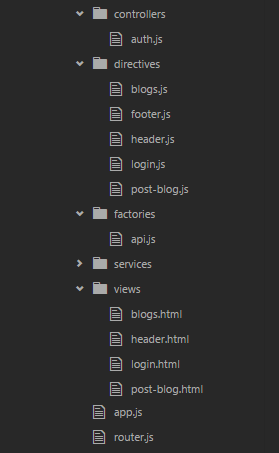 controllers
auth.js
directives
blogs.js
footer.js
header.js
login.js
post-blog.js
factories
api.js
services
views
blogs.html
header.html
login.html
post-blog.html
app.js
router.js